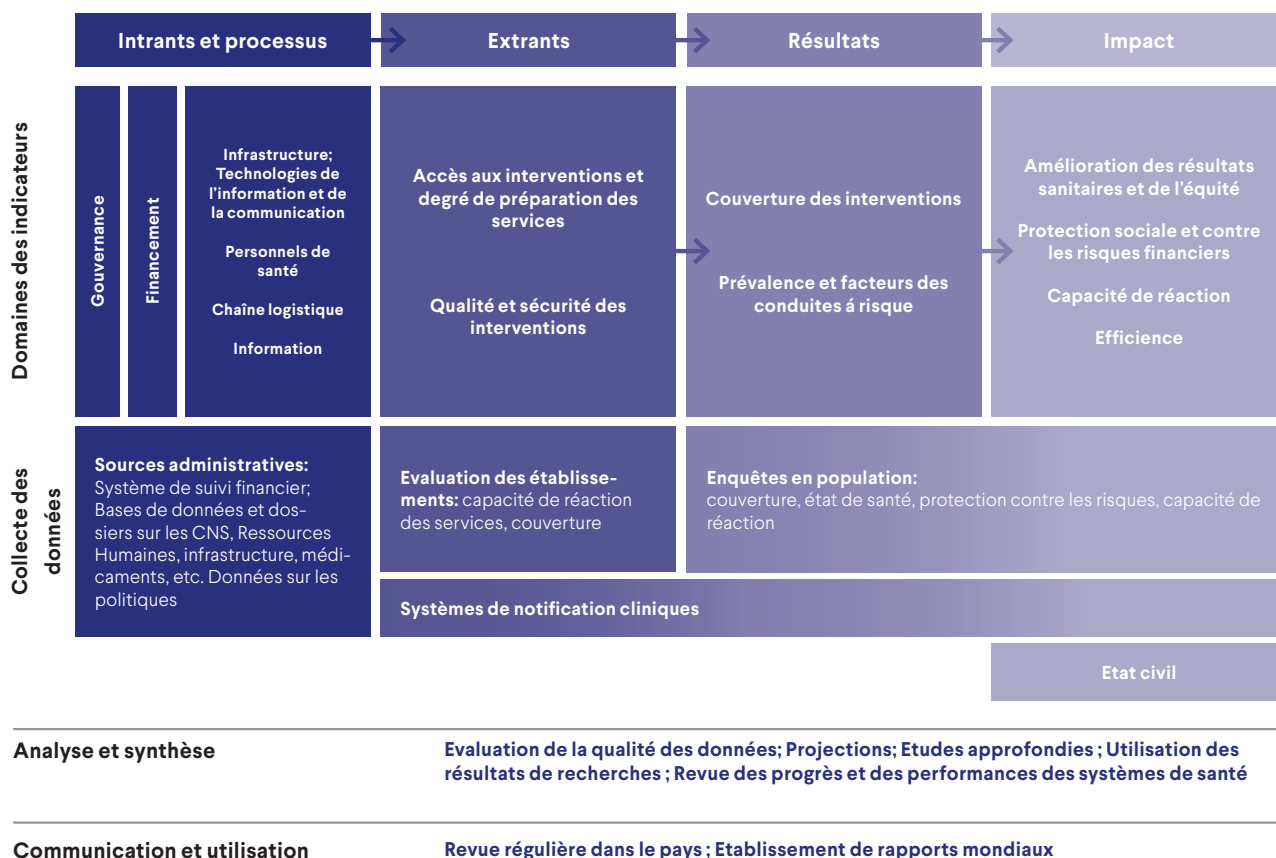 Intrants et processus
Extrants
Résultats
Impact
Domaines des indicateurs
Gouvernance
Financement
Infrastructure;
Technologies de
l'information et de
la communication
Personnels de
santé
Chaîne logistique
Information
Accès aux interventions et
degré de préparation des
services
Qualité et sécurité des
interventions
Couverture des interventions
Prévalence et facteurs des
conduites á risque
Amélioration des résultats
sanitaires et de l'équité
Protection sociale et contre
les risques financiers
Capacité de réaction
Efficience
Collecte des
données
Sources administratives:
Système de suivi financier;
Bases de données et dos-
siers sur les CNS, Ressources
Humaines, infrastructure, médi-
caments, etc. Données sur les
politiques
Evaluation des établisse-
ments: capacité de réaction
des services, couverture
Enquêtes en population:
couverture, état de santé, protection contre les risques, capacité de
réaction
Systèmes de notification cliniques
Etat civil
Analyse et synthèse
Evaluation de la qualité des données; Projections; Etudes approfondies ; Utilisation des
résultats de recherches ; Revue des progrès et des performances des systèmes de santé
Communication et utilisation
Revue régulière dans le pays ; Etablissement de rapports mondiaux